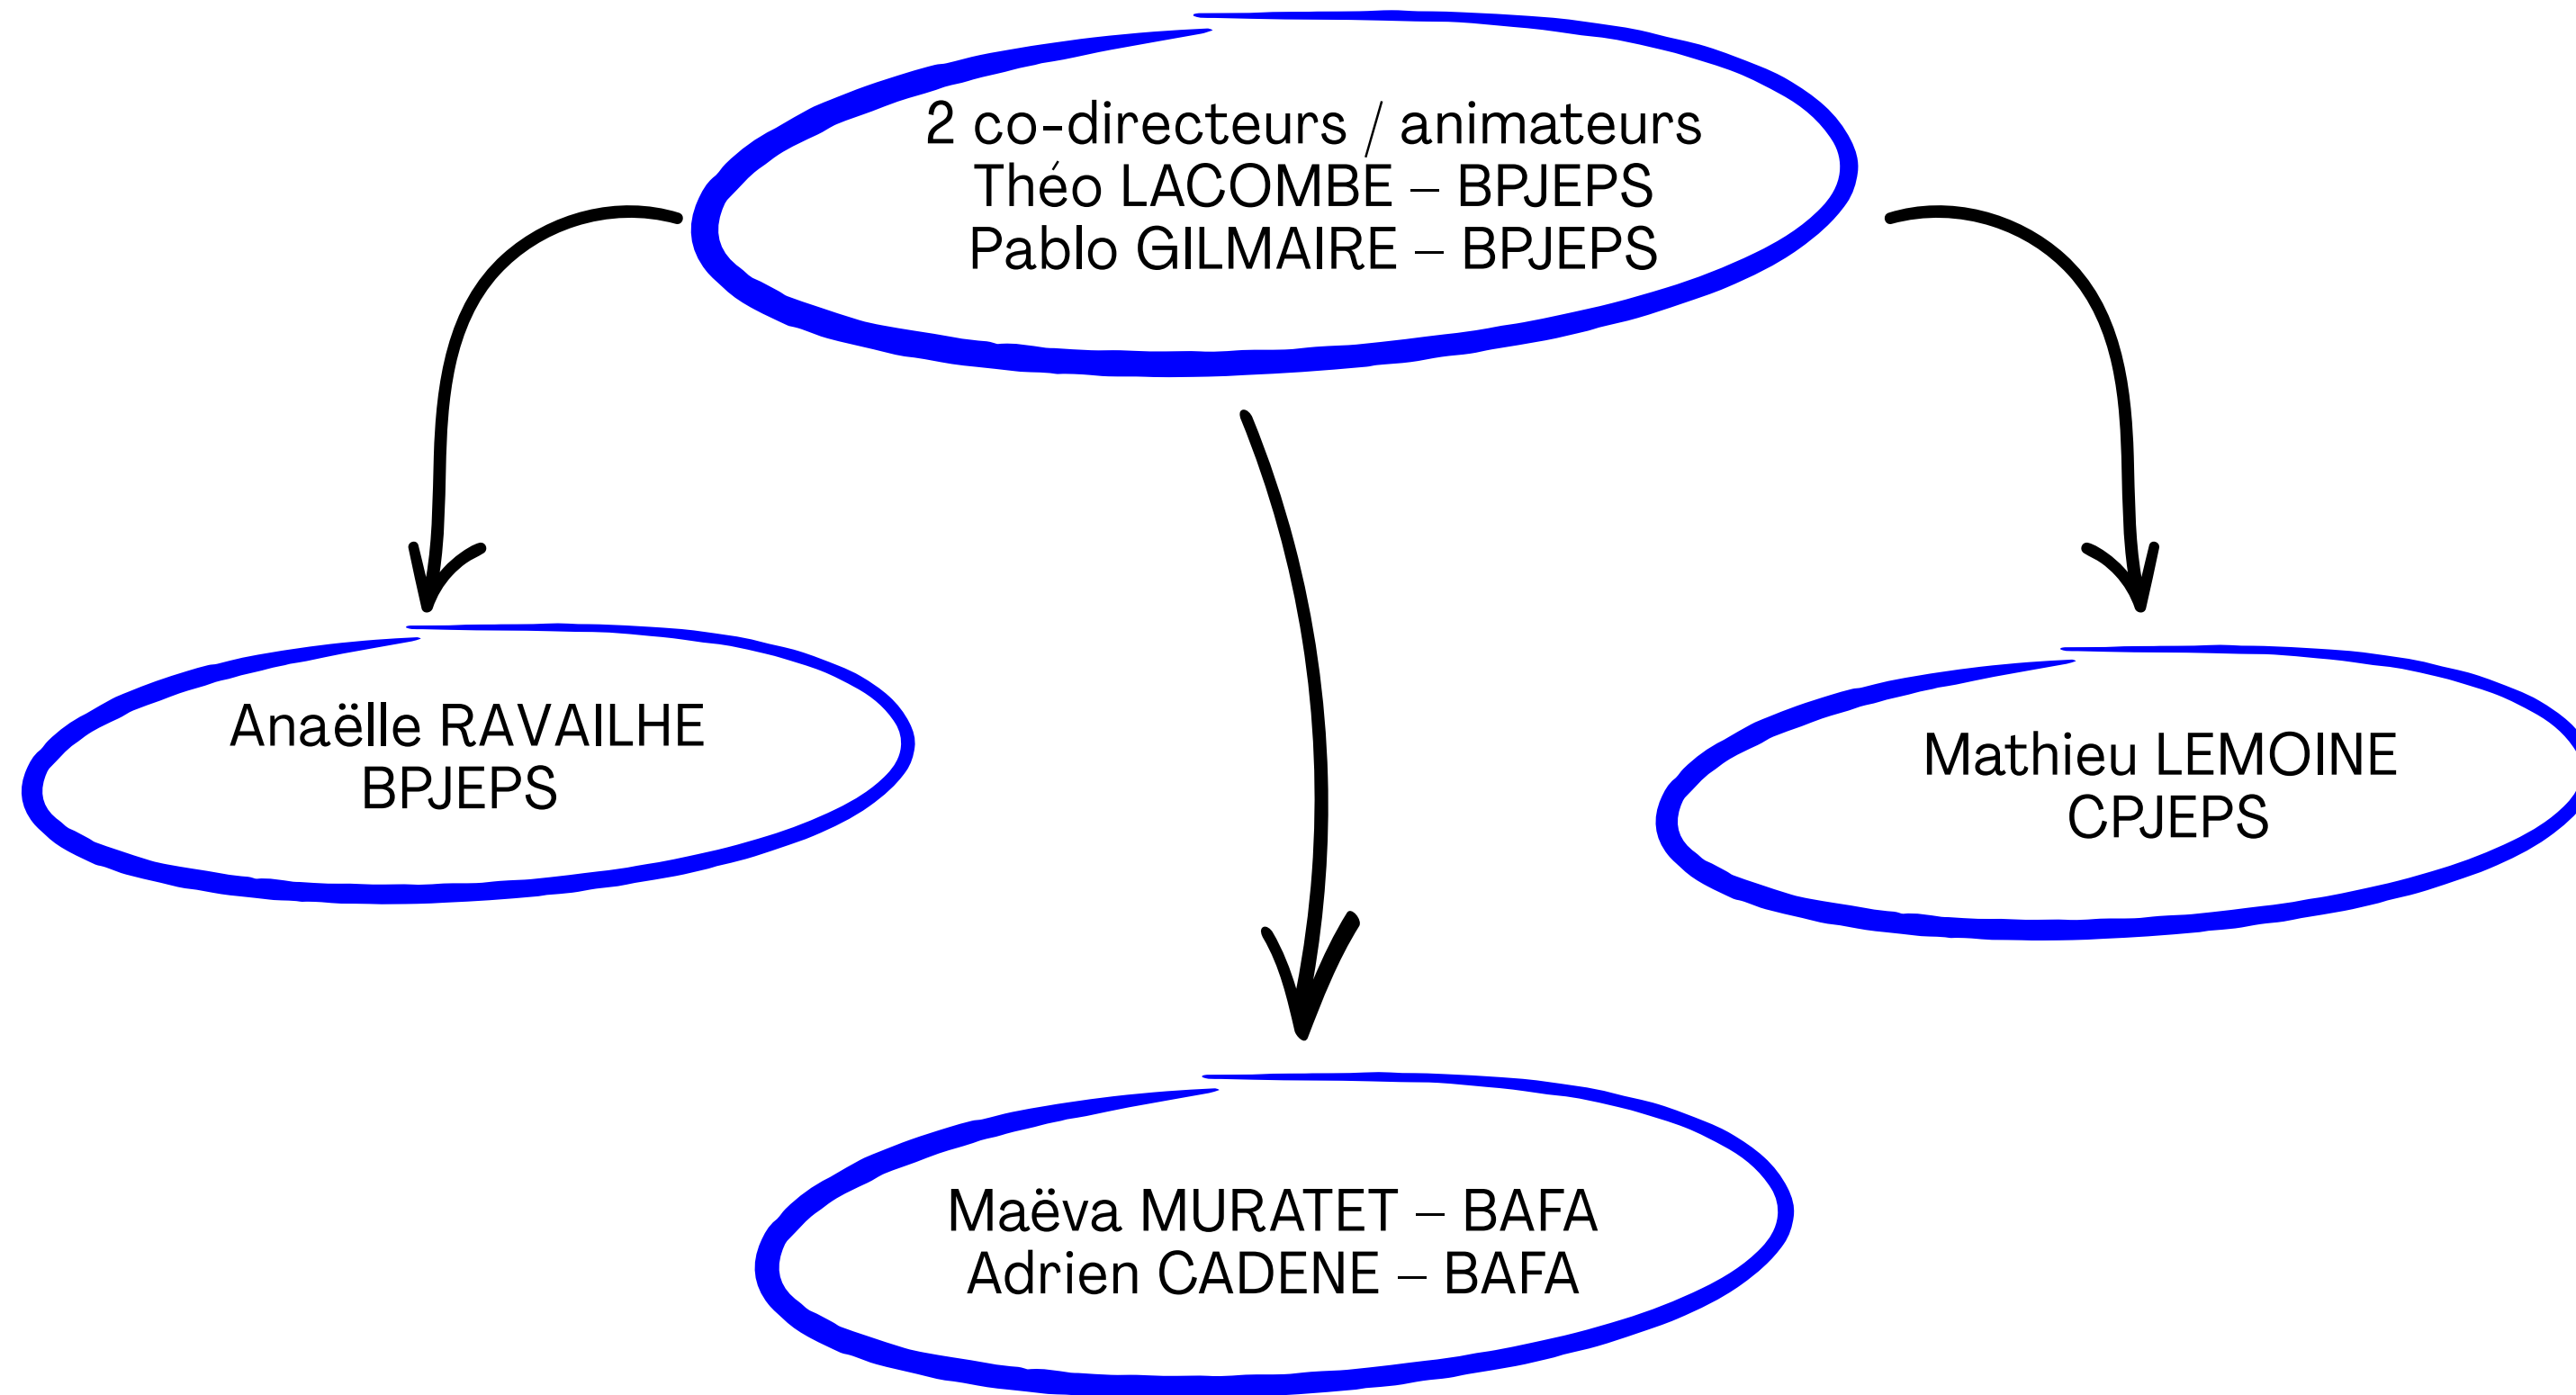 2 co-directeurs / animateurs
Théo LACOMBE – BPJEPS
Pablo GILMAIRE – BPJEPS
Anaëlle RAVAILHE
BPJEPS
Mathieu LEMOINE
CPJEPS
Maëva MURATET – BAFA
Adrien CADENE – BAFA